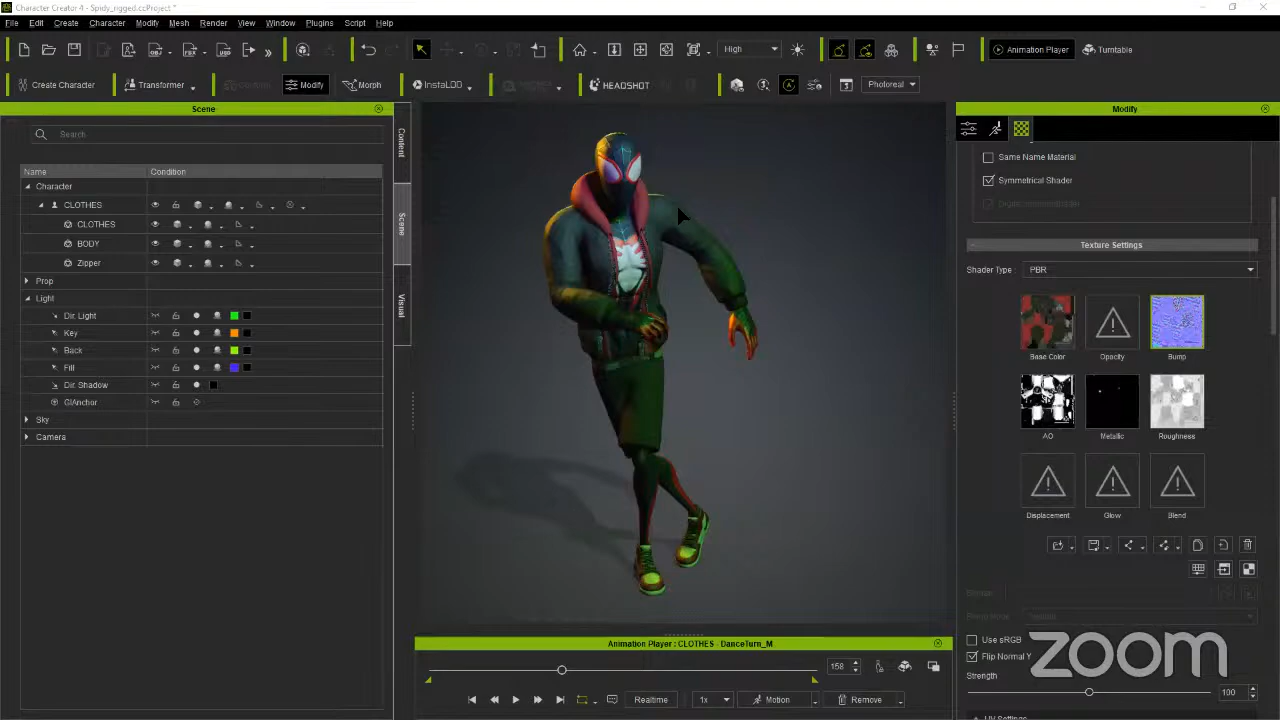 Character Creator 4 - Spidy_rigged.ccProject *
File Edit Create Character Modify Mesh Render View Window Plugins Script Help
High Animation Player Turntable
Create Character Transformer Modify Morph InstaLOD HEADSHOT Photoreal
Scene
Search
Name Condition
Character
CLOTHES
CLOTHES
BODY
Zipper
Prop
Light
Dir. Light
Key
Back
Fill
Dir. Shadow
GIAnchor
Sky
Camera
Content
Scene
Visual
Modify
Same Name Material
Symmetrical Shader
Texture Settings
Shader Type : PBR
Base Color Opacity Bump
AO Metallic Roughness
Displacement Glow Blend
Use sRGB
Flip Normal Y
Strength
100
UV Settings
zoom
Animation Player : CLOTHES - DanceTurn_M
158
Realtime 1x Motion Remove